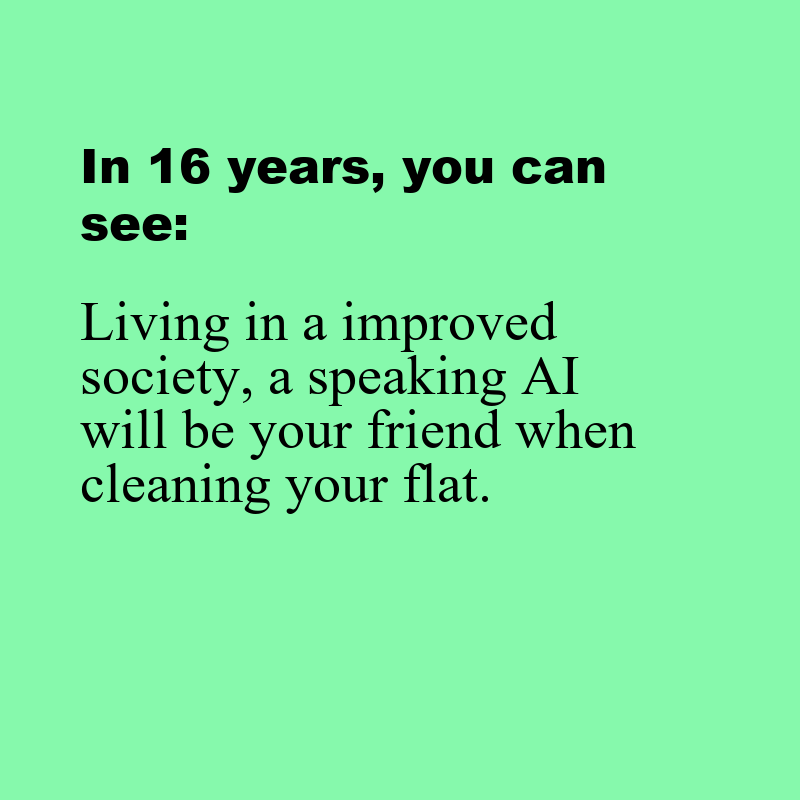 In 16 years, you can
see:
Living in a improved
society, a speaking AI
will be your friend when
cleaning your flat.